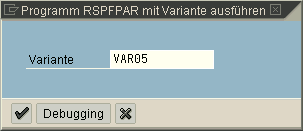 Programm RSPFPAR mit Variante ausführen
Variante VAR05
Debugging